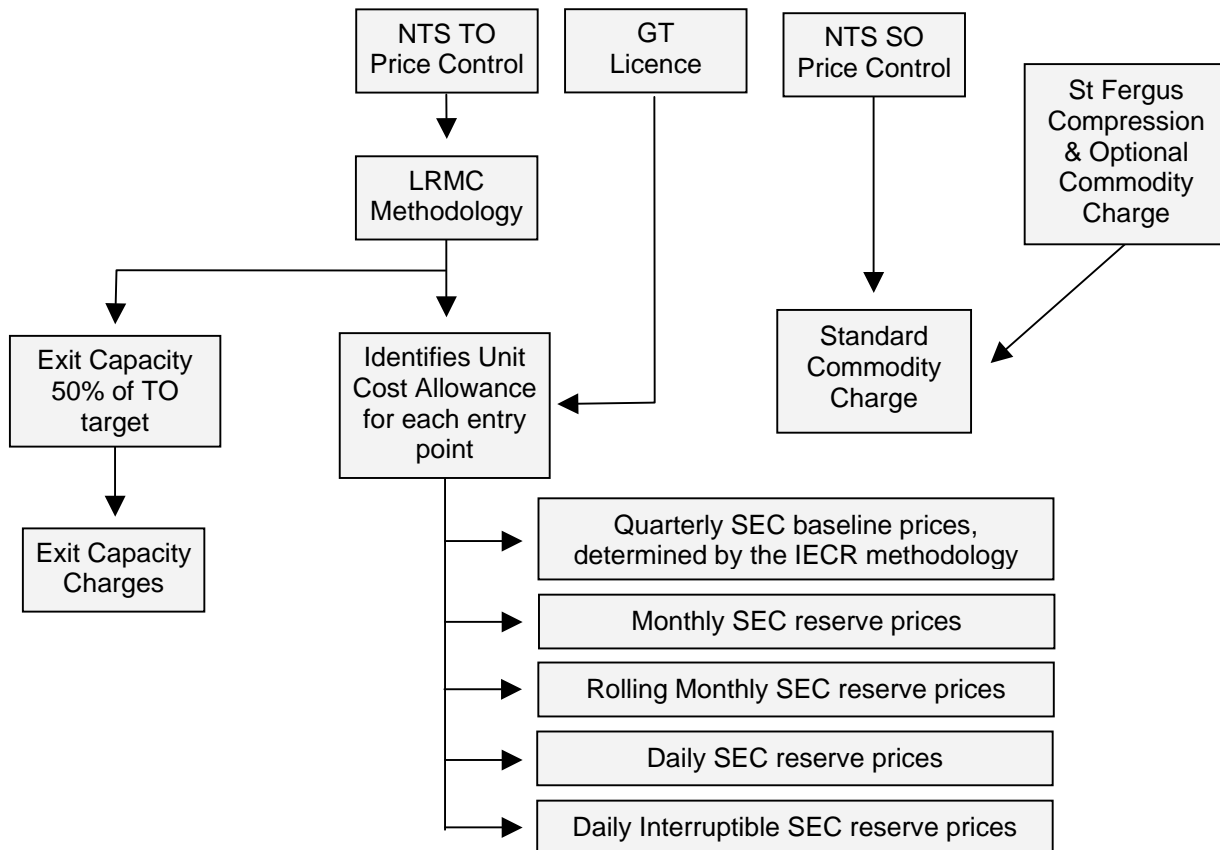 NTS TO
Price Control
GT
Licence
NTS SO
Price Control
St Fergus
Compression
& Optional
Commodity
Charge
LRMC
Methodology
Exit Capacity
50% of TO
target
Identifies Unit
Cost Allowance
for each entry
point
Standard
Commodity
Charge
Exit Capacity
Charges
Quarterly SEC baseline prices,
determined by the IECR methodology
Monthly SEC reserve prices
Rolling Monthly SEC reserve prices
Daily SEC reserve prices
Daily Interruptible SEC reserve prices